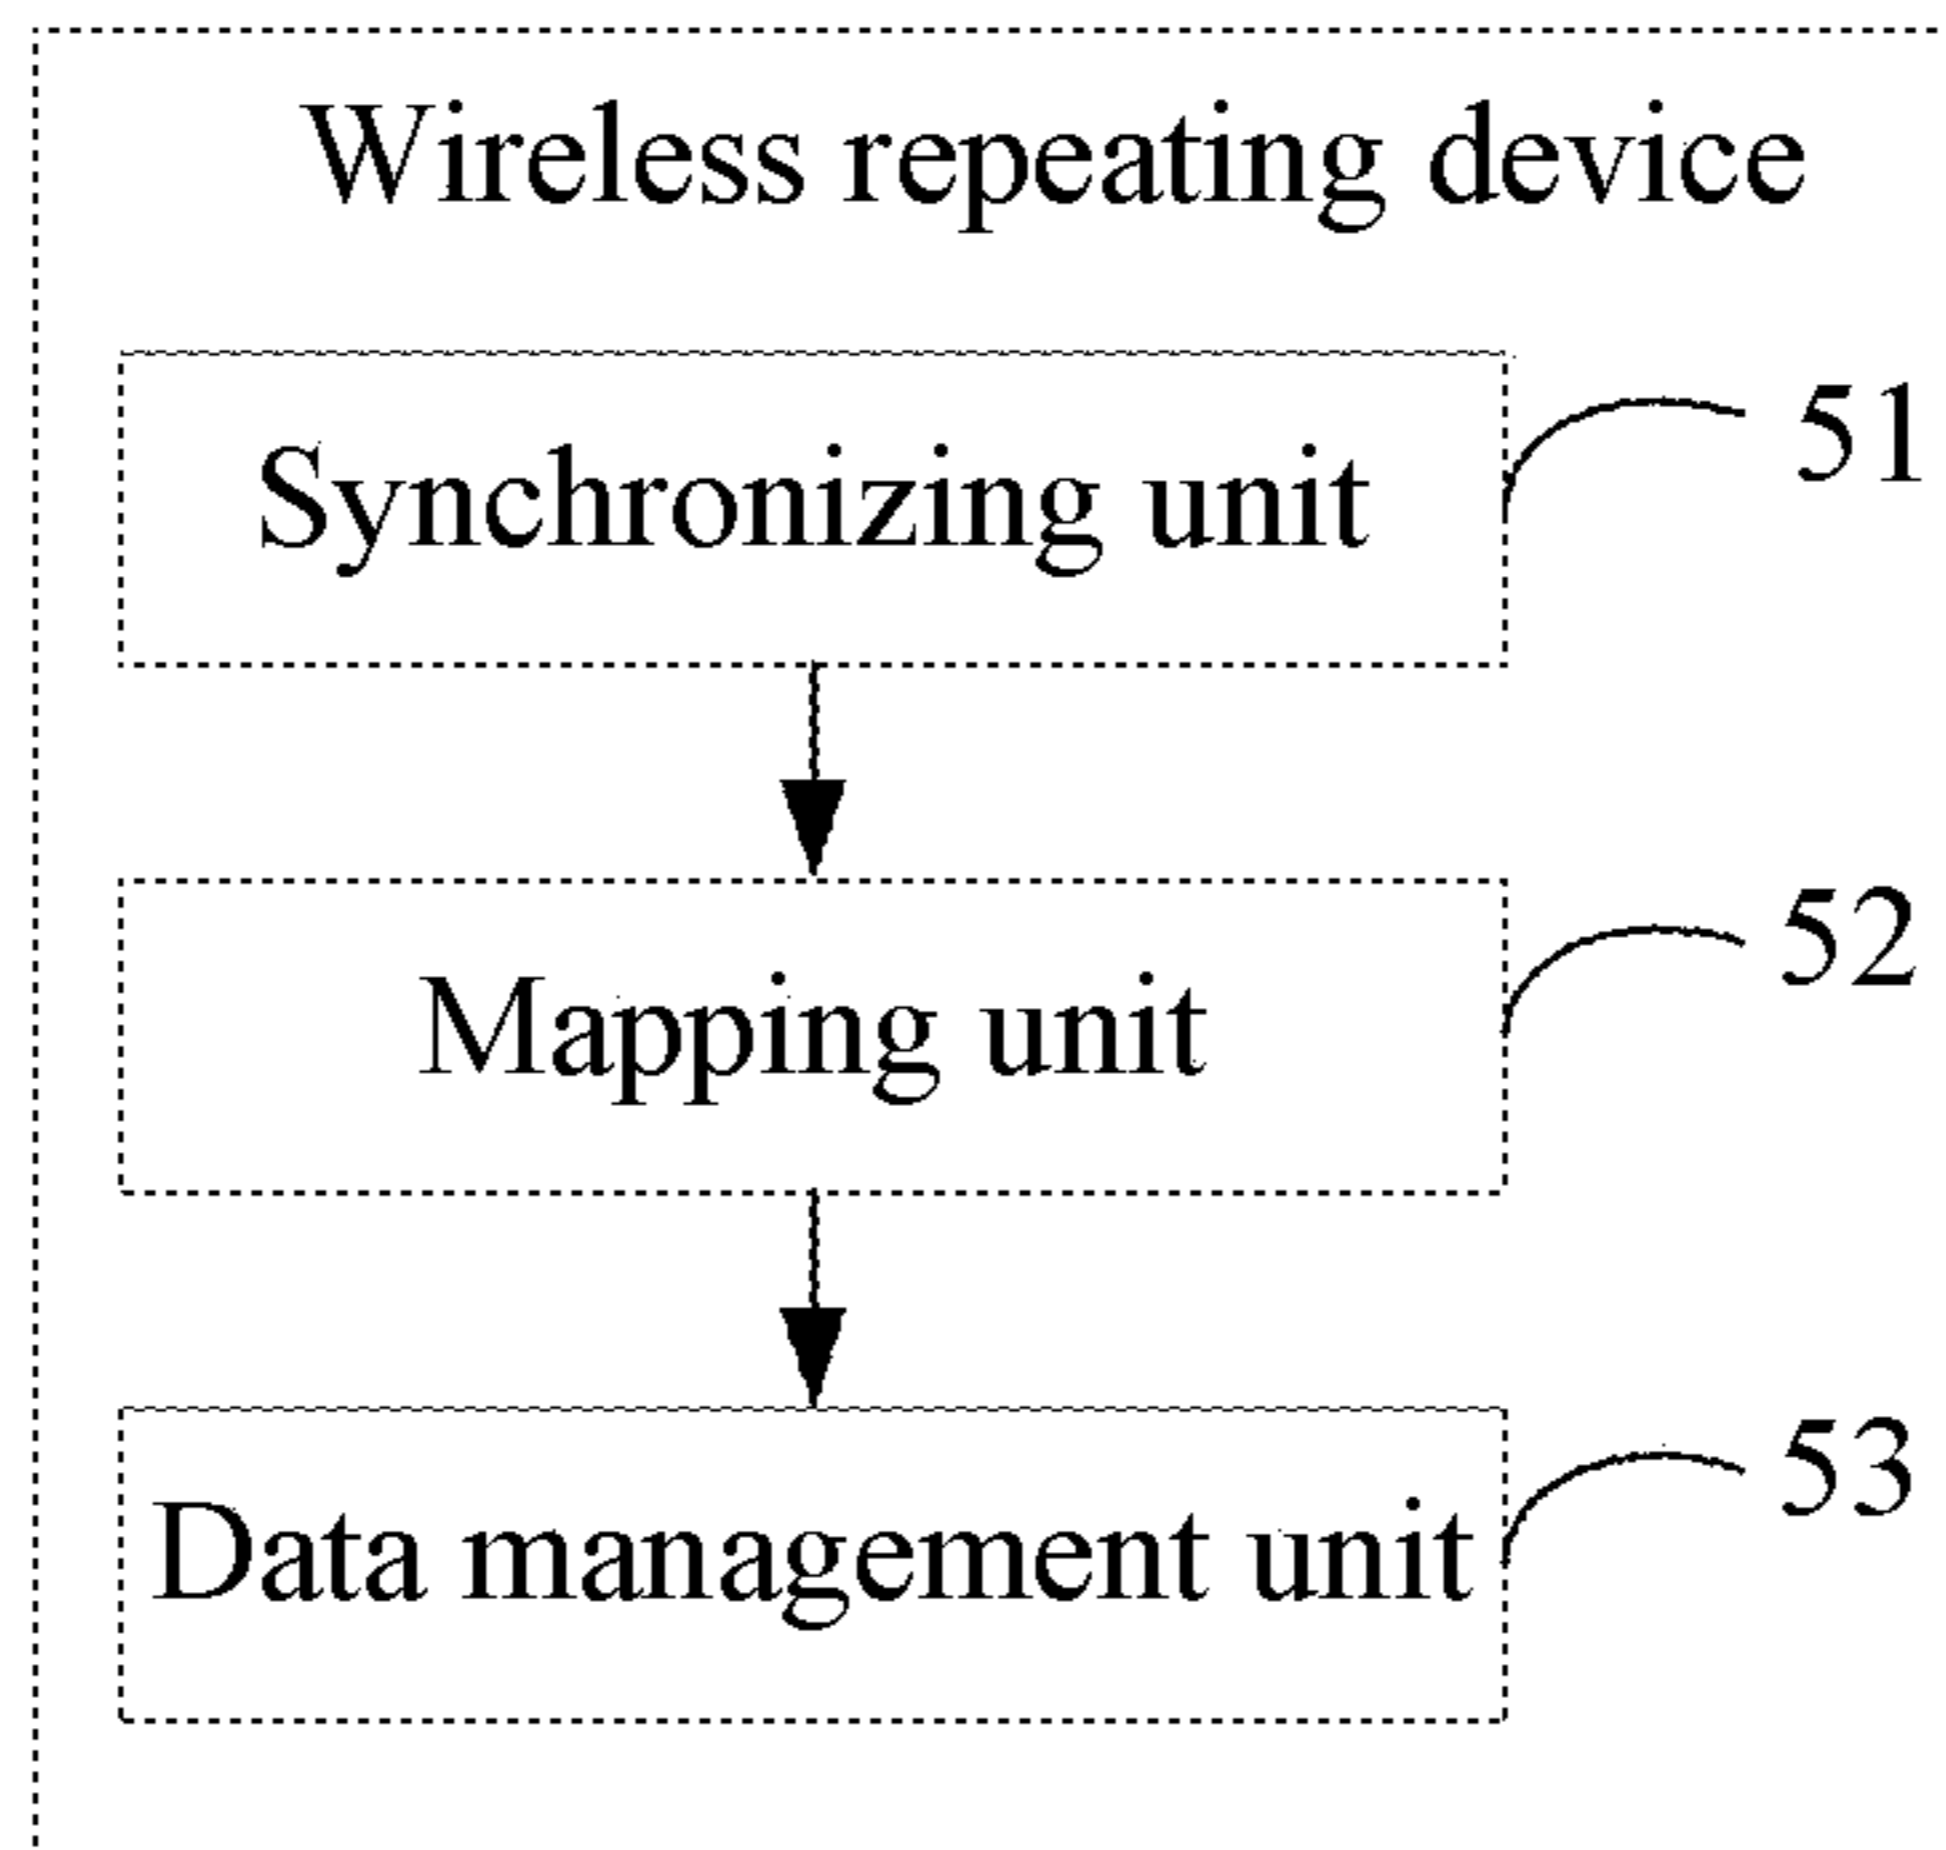 Wireless repeating device
Synchronizing unit
51
Mapping unit
52
Data management unit
53